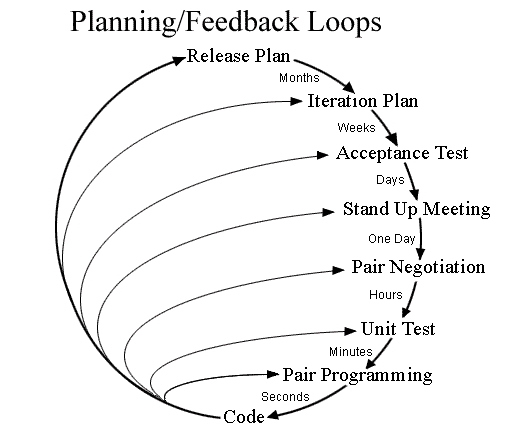 Planning/Feedback Loops
Release Plan
Months
Iteration Plan
Weeks
Acceptance Test
Days
Stand Up Meeting
One Day
Pair Negotiation
Hours
Unit Test
Minutes
Pair Programming
Seconds
Code